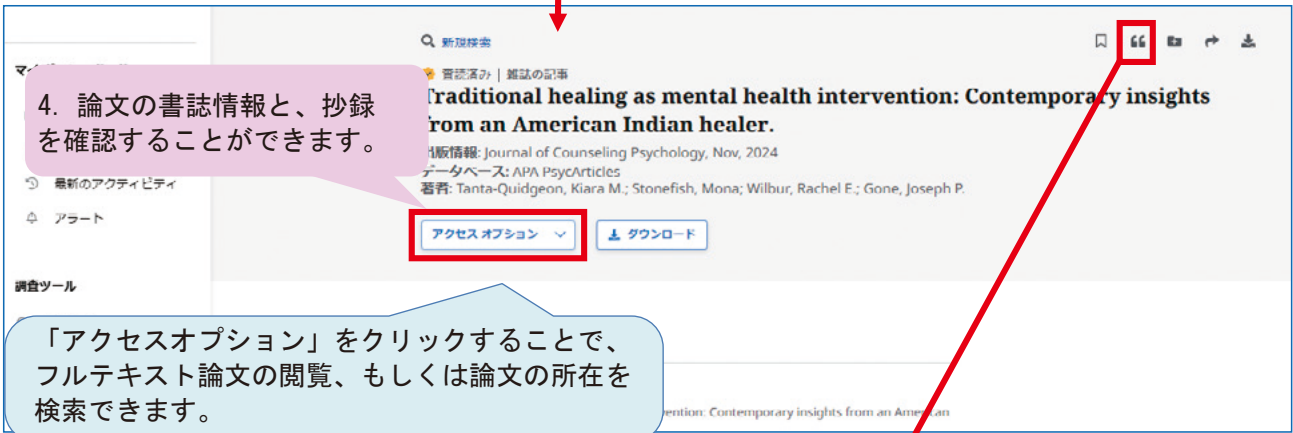 新規検索
4. 論文の書誌情報と、抄録
を確認することができます。
査読済み | 雑誌の記事
Traditional healing as mental health intervention: Contemporary insights
from an American Indian healer.
出版情報: Journal of Counseling Psychology, Nov, 2024
データベース: APA PsycArticles
著者: Tanta-Quidgeon, Kiara M.; Stonefish, Mona; Wilbur, Rachel E.; Gone, Joseph P.
最新のアクティビティ
アラート
アクセス オプション
ダウンロード
調査ツール
「アクセスオプション」をクリックすることで、
フルテキスト論文の閲覧、もしくは論文の所在を
検索できます。
Contemporary insights from an American